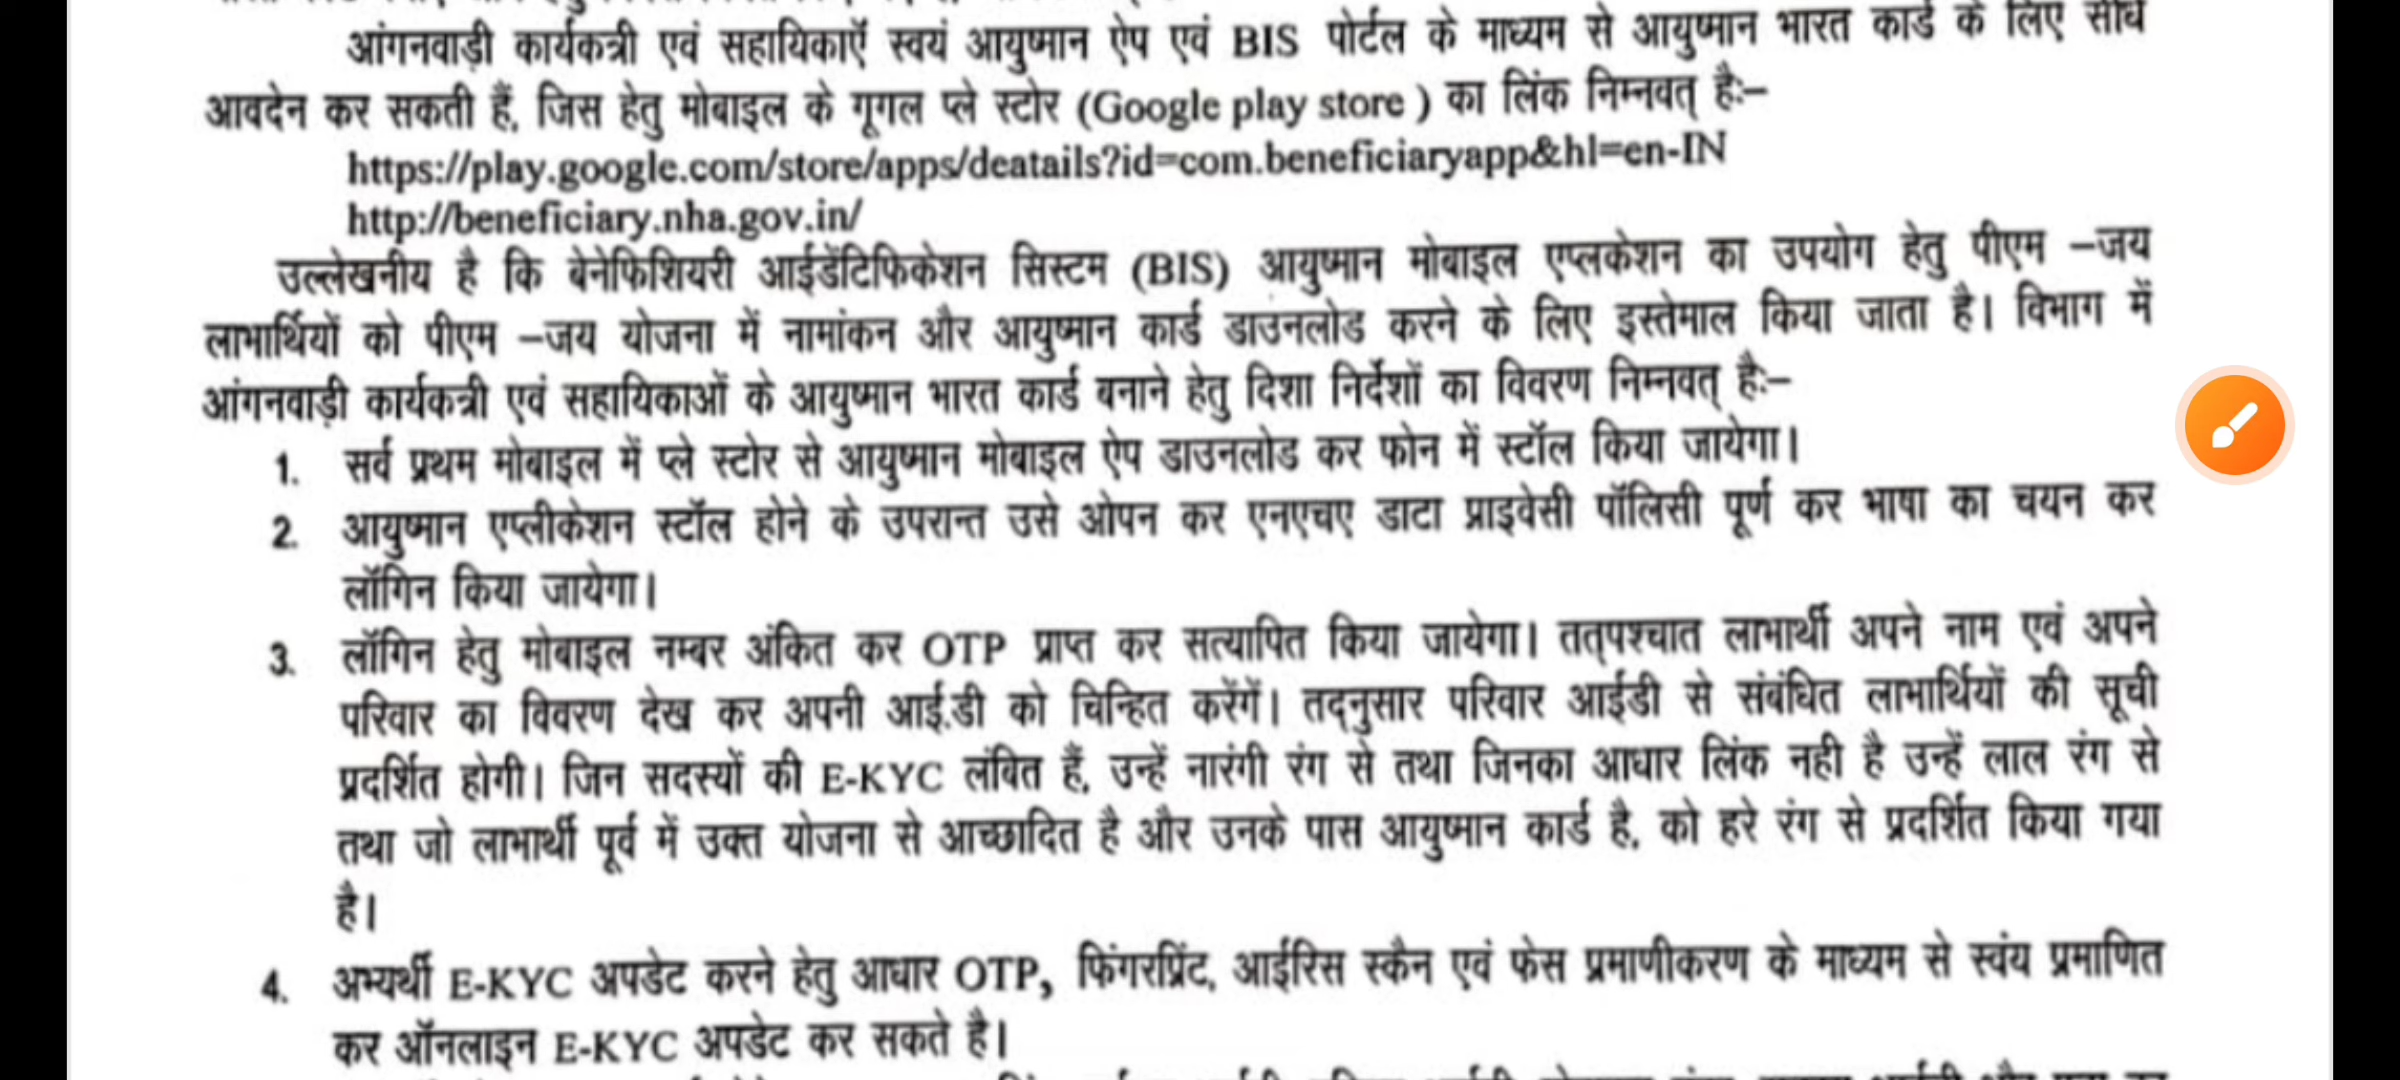 आंगनवाड़ी कार्यकत्री एवं सहायिकाऍ स्वयं आयुष्मान ऐप एवं BIS पोर्टल के माध्यम से आयुष्मान भारत कार्ड के लिए सीधे
आवदेन कर सकती हैं, जिस हेतु मोबाइल के गूगल प्ले स्टोर (Google play store ) का लिंक निम्नवत् हैः–
https://play.google.com/store/apps/deatails?id=com.beneficiaryapp&hl=en-IN
http://beneficiary.nha.gov.in/
उल्लेखनीय है कि बेनेफिशियरी आईडेंटिफिकेशन सिस्टम (BIS) आयुष्मान मोबाइल एप्लकेशन का उपयोग हेतु पीएम –जय
लाभार्थियों को पीएम –जय योजना में नामांकन और आयुष्मान कार्ड डाउनलोड करने के लिए इस्तेमाल किया जाता है। विभाग में
आंगनवाड़ी कार्यकत्री एवं सहायिकाओं के आयुष्मान भारत कार्ड बनाने हेतु दिशा निर्देशों का विवरण निम्नवत् हैः–
1. सर्व प्रथम मोबाइल में प्ले स्टोर से आयुष्मान मोबाइल ऐप डाउनलोड कर फोन में स्टॉल किया जायेगा।
2. आयुष्मान एप्लीकेशन स्टॉल होने के उपरान्त उसे ओपन कर एनएचए डाटा प्राइवेसी पॉलिसी पूर्ण कर भाषा का चयन कर
लॉगिन किया जायेगा।
3. लॉगिन हेतु मोबाइल नम्बर अंकित कर OTP प्राप्त कर सत्यापित किया जायेगा। तत्पश्चात लाभार्थी अपने नाम एवं अपने
परिवार का विवरण देख कर अपनी आई.डी को चिन्हित करेंगें। तद्नुसार परिवार आईडी से संबंधित लाभार्थियों की सूची
प्रदर्शित होगी। जिन सदस्यों की E-KYC लंबित हैं, उन्हें नारंगी रंग से तथा जिनका आधार लिंक नही है उन्हें लाल रंग से
तथा जो लाभार्थी पूर्व में उक्त योजना से आच्छादित है और उनके पास आयुष्मान कार्ड है, को हरे रंग से प्रदर्शित किया गया
है।
4. अभ्यर्थी E-KYC अपडेट करने हेतु आधार OTP, फिंगरप्रिंट, आईरिस स्कैन एवं फेस प्रमाणीकरण के माध्यम से स्वंय प्रमाणित
कर ऑनलाइन E-KYC अपडेट कर सकते है।